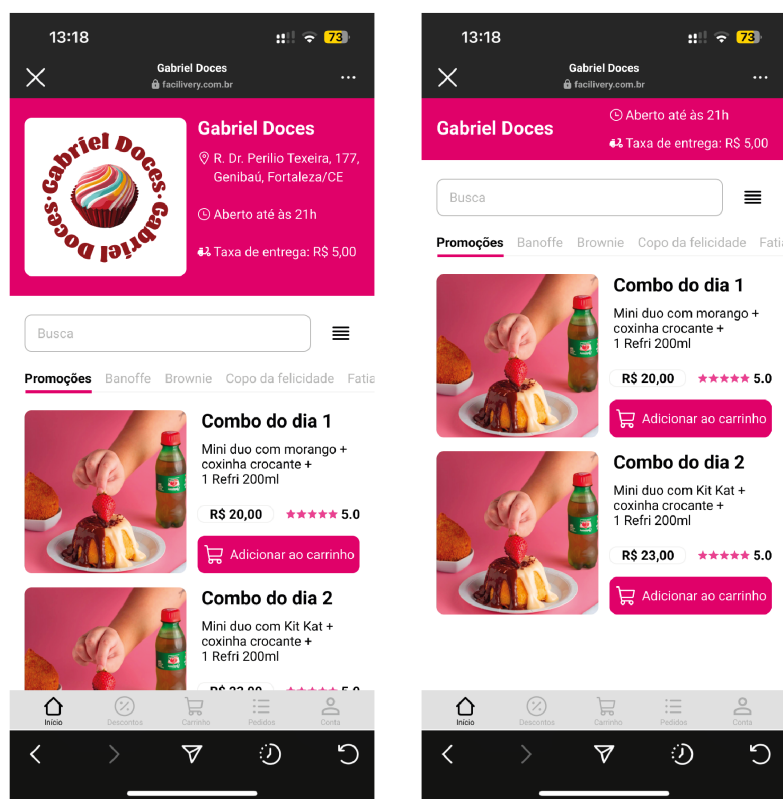 13:18
73
Gabriel Doces
facilivery.com.br
Gabriel Doces · Gabriel Doces ·
Gabriel Doces
R. Dr. Perilio Texeira, 177,
Genibaú, Fortaleza/CE
Aberto até às 21h
Taxa de entrega: R$ 5,00
Busca
Promoções Banoffe Brownie Copo da felicidade Fatia
Combo do dia 1
Mini duo com morango +
coxinha crocante +
1 Refri 200ml
R$ 20,00 5.0
Adicionar ao carrinho
Combo do dia 2
Mini duo com Kit Kat +
coxinha crocante +
1 Refri 200ml
R$ 23,00 5.0
Início Descontos Carrinho Pedidos Conta
13:18
73
Gabriel Doces
facilivery.com.br
Gabriel Doces
Aberto até às 21h
Taxa de entrega: R$ 5,00
Busca
Promoções Banoffe Brownie Copo da felicidade Fatia
Combo do dia 1
Mini duo com morango +
coxinha crocante +
1 Refri 200ml
R$ 20,00 5.0
Adicionar ao carrinho
Combo do dia 2
Mini duo com Kit Kat +
coxinha crocante +
1 Refri 200ml
R$ 23,00 5.0
Adicionar ao carrinho
Início Descontos Carrinho Pedidos Conta